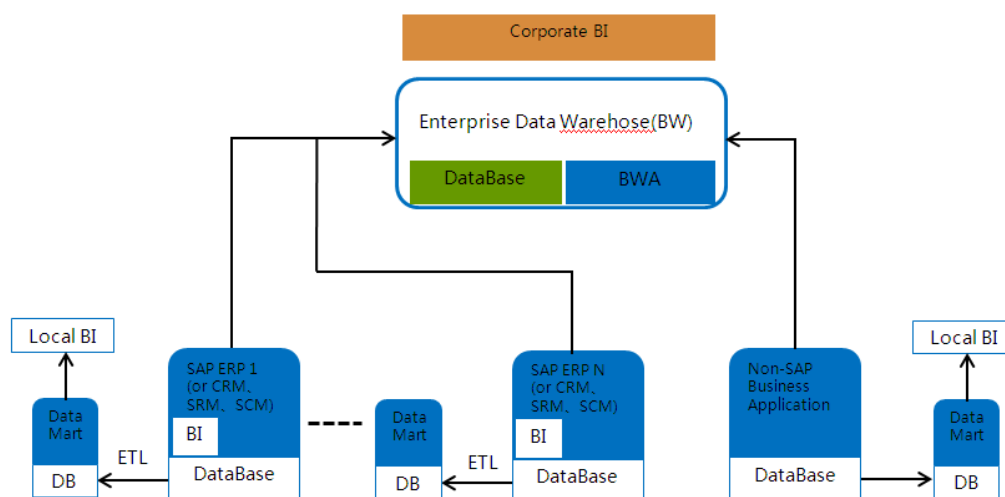 Corporate BI
Enterprise Data Warehose(BW)
DataBase
BWA
Local BI
Data
Mart
DB
ETL
SAP ERP 1
(or CRM、
SRM、SCM)
BI
DataBase
Data
Mart
DB
ETL
SAP ERP N
(or CRM、
SRM、SCM)
BI
DataBase
Non-SAP
Business
Application
DataBase
Local BI
Data
Mart
DB